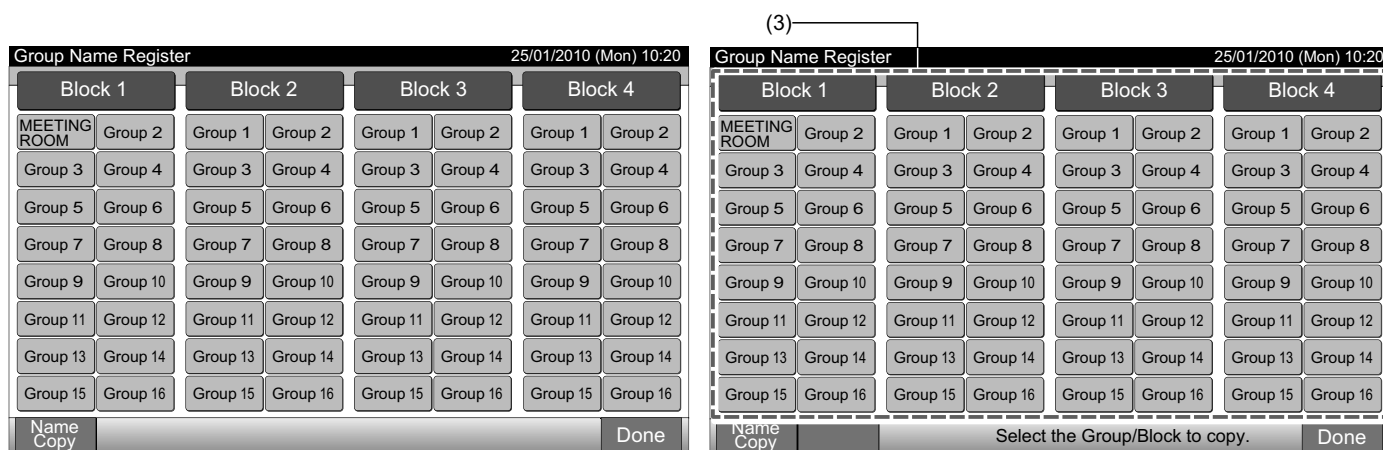 (3)
Group Name Register 25/01/2010 (Mon) 10:20
Block 1 Block 2 Block 3 Block 4
MEETING ROOM Group 2 Group 1 Group 2 Group 1 Group 2 Group 1 Group 2
Group 3 Group 4 Group 3 Group 4 Group 3 Group 4 Group 3 Group 4
Group 5 Group 6 Group 5 Group 6 Group 5 Group 6 Group 5 Group 6
Group 7 Group 8 Group 7 Group 8 Group 7 Group 8 Group 7 Group 8
Group 9 Group 10 Group 9 Group 10 Group 9 Group 10 Group 9 Group 10
Group 11 Group 12 Group 11 Group 12 Group 11 Group 12 Group 11 Group 12
Group 13 Group 14 Group 13 Group 14 Group 13 Group 14 Group 13 Group 14
Group 15 Group 16 Group 15 Group 16 Group 15 Group 16 Group 15 Group 16
Name Copy Done
Group Name Register 25/01/2010 (Mon) 10:20
Block 1 Block 2 Block 3 Block 4
MEETING ROOM Group 2 Group 1 Group 2 Group 1 Group 2 Group 1 Group 2
Group 3 Group 4 Group 3 Group 4 Group 3 Group 4 Group 3 Group 4
Group 5 Group 6 Group 5 Group 6 Group 5 Group 6 Group 5 Group 6
Group 7 Group 8 Group 7 Group 8 Group 7 Group 8 Group 7 Group 8
Group 9 Group 10 Group 9 Group 10 Group 9 Group 10 Group 9 Group 10
Group 11 Group 12 Group 11 Group 12 Group 11 Group 12 Group 11 Group 12
Group 13 Group 14 Group 13 Group 14 Group 13 Group 14 Group 13 Group 14
Group 15 Group 16 Group 15 Group 16 Group 15 Group 16 Group 15 Group 16
Name Copy Select the Group/Block to copy. Done